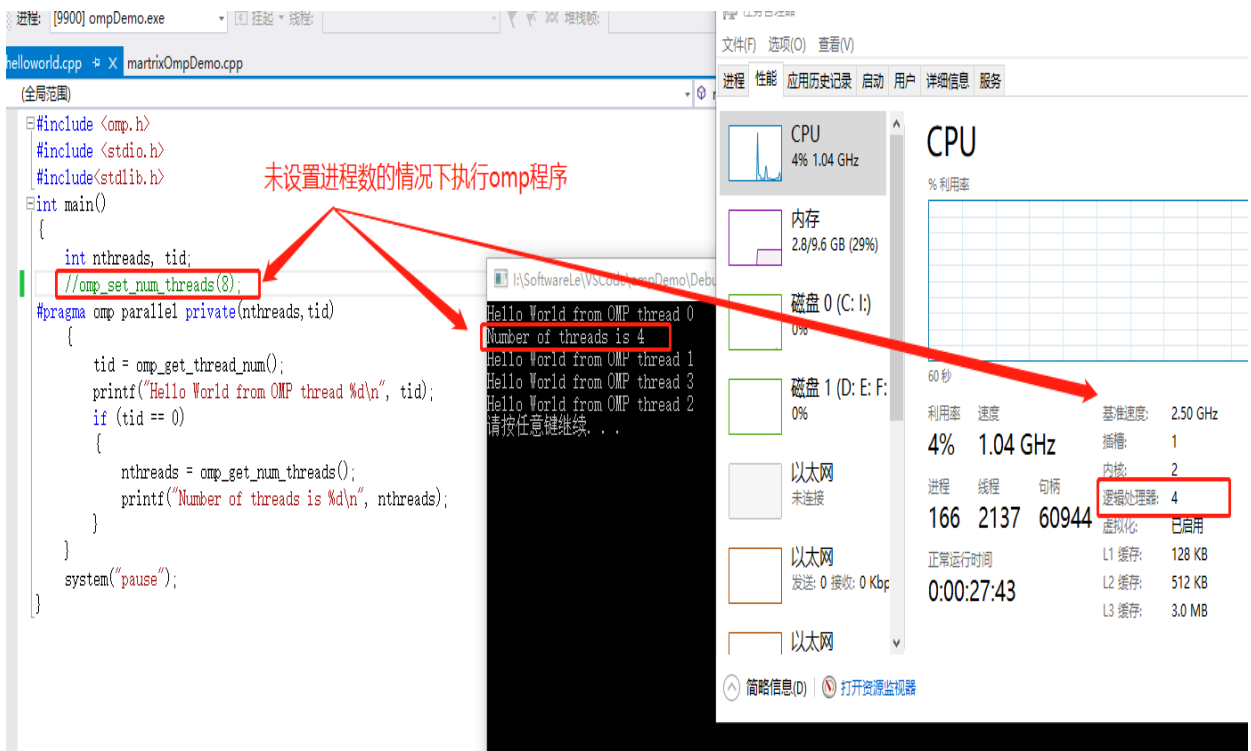 进程: [9900] ompDemo.exe 挂起 线程: 堆栈帧:
helloworld.cpp martrixOmpDemo.cpp
(全局范围)
#include <omp.h>
#include <stdio.h>
#include<stdlib.h>
int main()
{
int nthreads, tid;
//omp_set_num_threads(8);
#pragma omp parallel private(nthreads,tid)
{
tid = omp_get_thread_num();
printf("Hello World from OMP thread %d\n", tid);
if (tid == 0)
{
nthreads = omp_get_num_threads();
printf("Number of threads is %d\n", nthreads);
}
}
system("pause");
}
未设置进程数的情况下执行omp程序
I:\SoftwareLe\VSCode\ompDemo\Debu
Hello World from OMP thread 0
Number of threads is 4
Hello World from OMP thread 1
Hello World from OMP thread 3
Hello World from OMP thread 2
请按任意键继续. . .
文件(F) 选项(O) 查看(V)
进程 性能 应用历史记录 启动 用户 详细信息 服务
CPU
4% 1.04 GHz
内存
2.8/9.6 GB (29%)
磁盘 0 (C: I:)
0%
磁盘 1 (D: E: F:
0%
以太网
未连接
以太网
发送: 0 接收: 0 Kbp
以太网
CPU
% 利用率
60 秒
利用率 速度
4% 1.04 GHz
进程 线程 句柄
166 2137 60944
正常运行时间
0:00:27:43
基准速度: 2.50 GHz
插槽: 1
内核: 2
逻辑处理器: 4
虚拟化: 已启用
L1 缓存: 128 KB
L2 缓存: 512 KB
L3 缓存: 3.0 MB
简略信息(D) 打开资源监视器